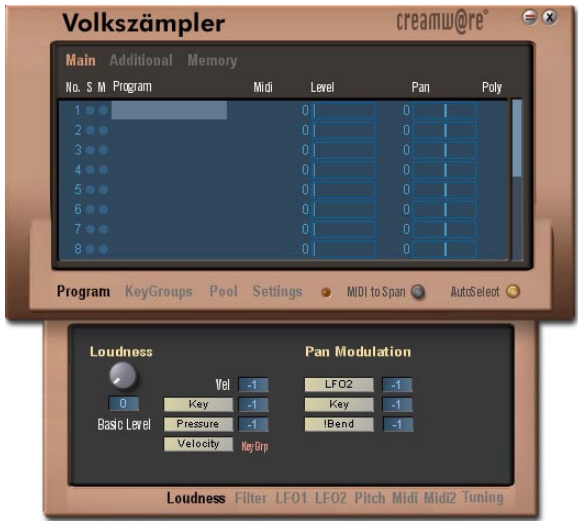 Volkszämpler creamw@re°
Main Additional Memory
No. S M Program Midi Level Pan Poly
1 0 0
2 0 0
3 0 0
4 0 0
5 0 0
6 0 0
7 0 0
8 0 0
Program KeyGroups Pool Settings MIDI to Span AutoSelect
Loudness Pan Modulation
Vel -1 LFO2 -1
0 Key -1 Key -1
Basic Level Pressure -1 !Bend -1
Velocity Key Grp
Loudness Filter LFO1 LFO2 Pitch Midi Midi2 Tuning